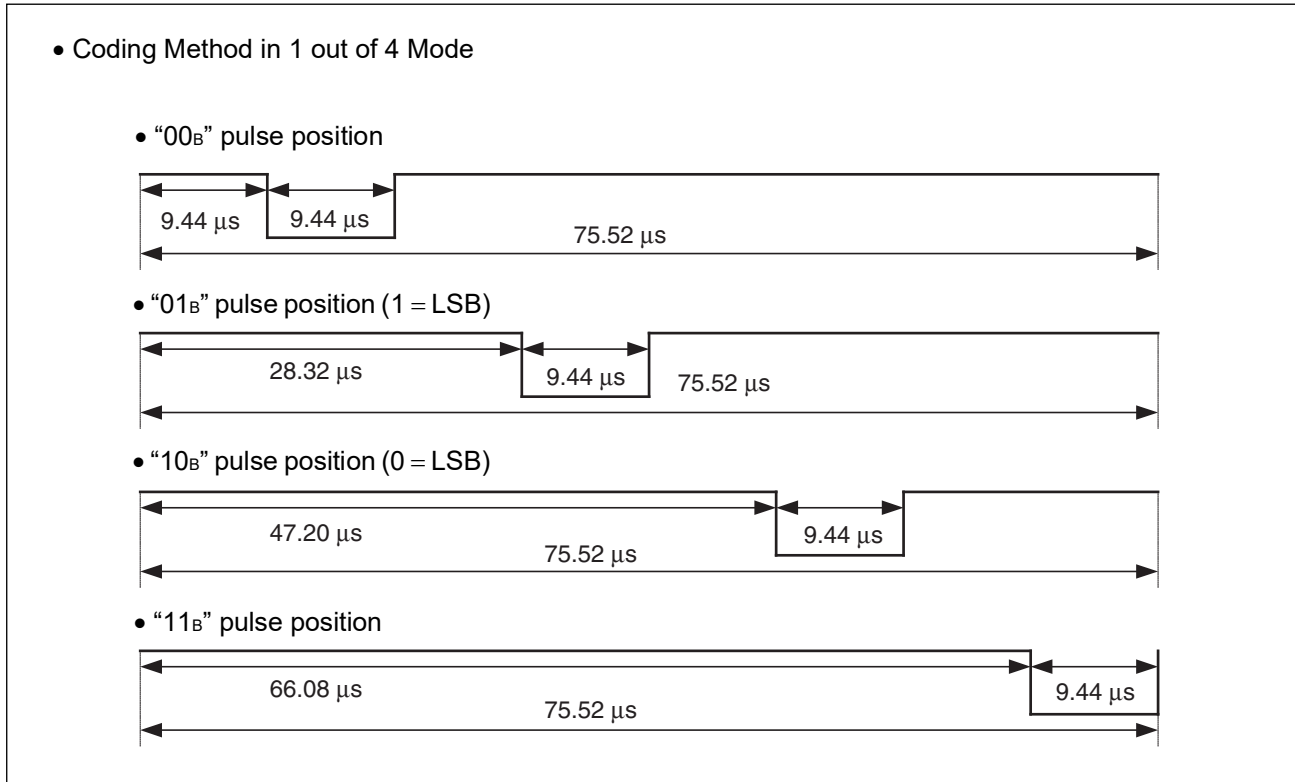 • Coding Method in 1 out of 4 Mode
• “00B” pulse position
9.44 μs 9.44 μs
75.52 μs
• “01B” pulse position (1 = LSB)
28.32 μs 9.44 μs 75.52 μs
• “10B” pulse position (0 = LSB)
47.20 μs 9.44 μs
75.52 μs
• “11B” pulse position
66.08 μs 9.44 μs
75.52 μs